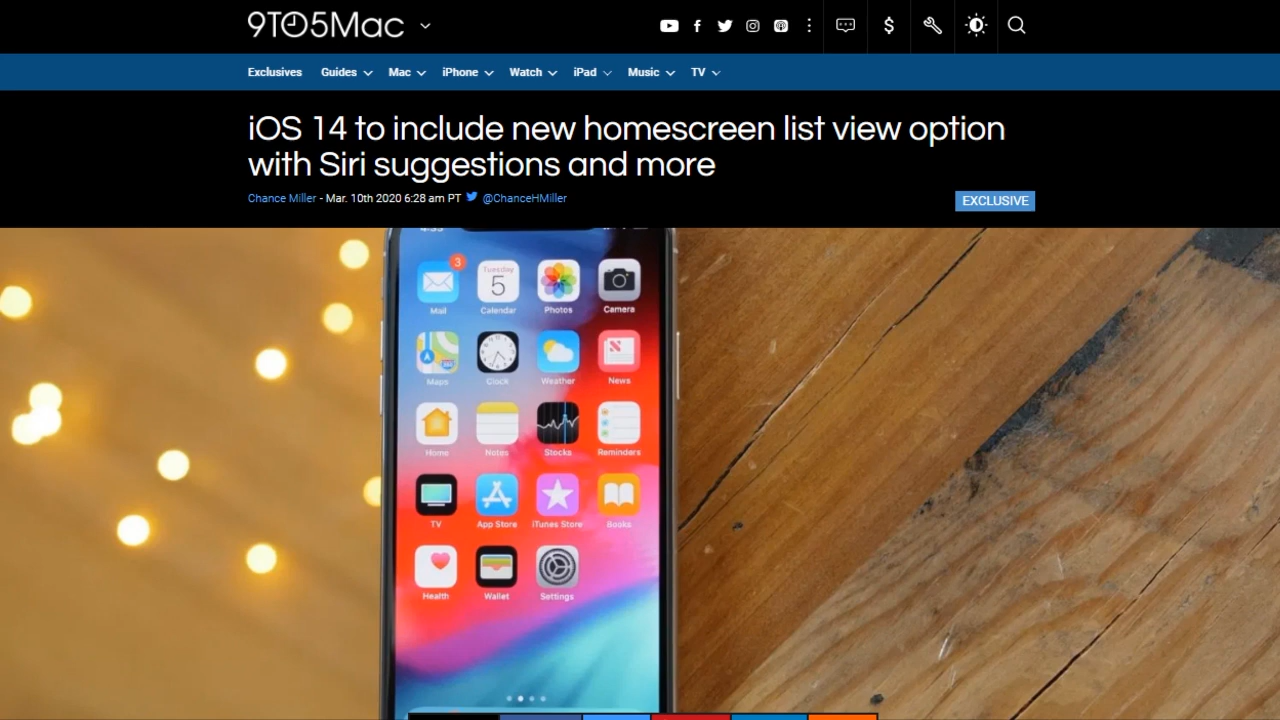 9TO5Mac
Exclusives Guides Mac iPhone Watch iPad Music TV
iOS 14 to include new homescreen list view option
with Siri suggestions and more
Chance Miller - Mar. 10th 2020 6:28 am PT @ChanceHMiller
EXCLUSIVE
3
Tuesday
5
Mail Calendar Photos Camera
Maps Clock Weather News
Home Notes Stocks Reminders
TV App Store iTunes Store Books
Health Wallet Settings